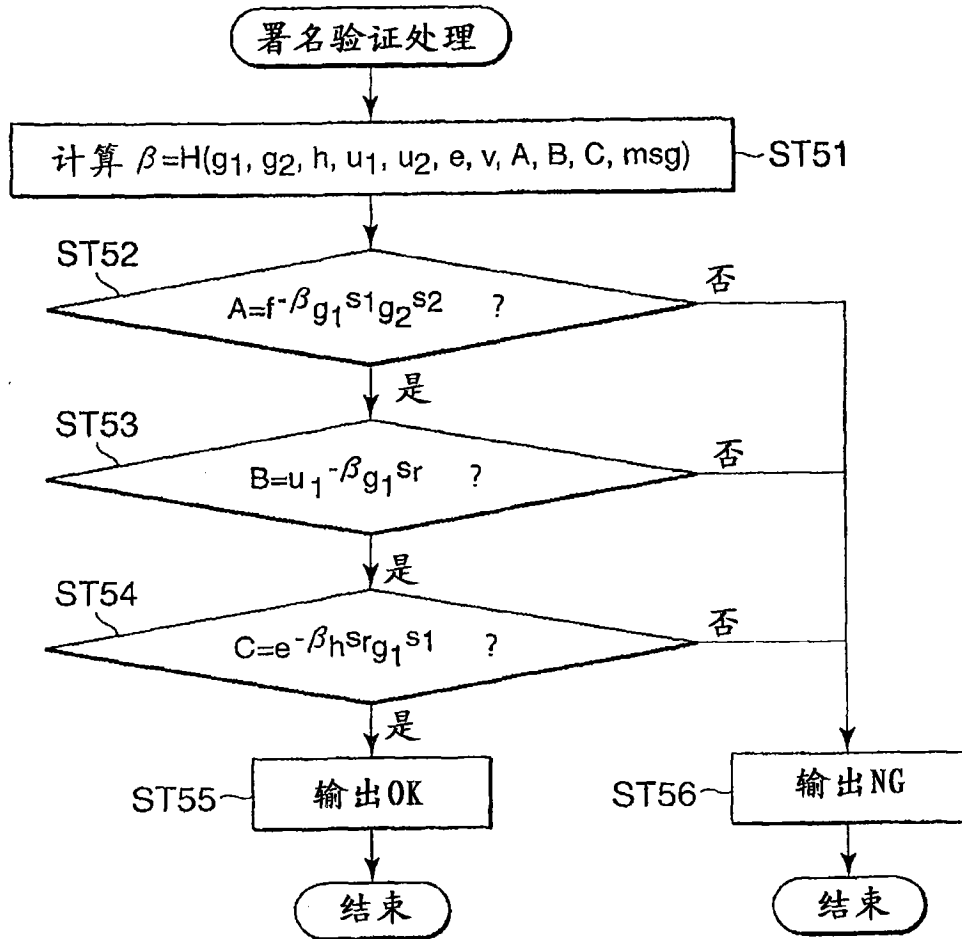 署名验证处理
计算 β=H(g₁, g₂, h, u₁, u₂, e, v, A, B, C, msg)
ST51
ST52
A=f⁻ᵝg₁ˢ¹g₂ˢ² ?
否
是
ST53
B=u₁⁻ᵝg₁ˢʳ ?
否
是
ST54
C=e⁻ᵝhˢʳg₁ˢ¹ ?
否
是
ST55
输出OK
ST56
输出NG
结束
结束